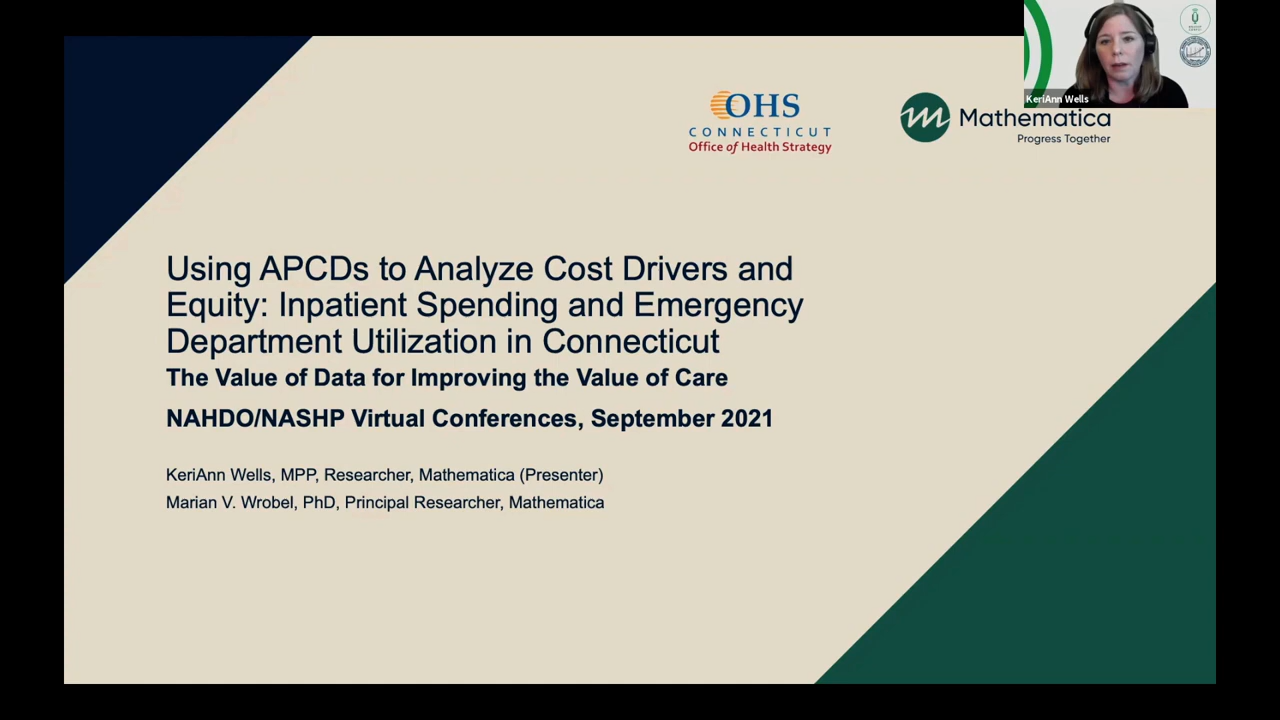 KeriAnn Wells
OHS
CONNECTICUT
Office of Health Strategy
Mathematica
Progress Together
Using APCDs to Analyze Cost Drivers and
Equity: Inpatient Spending and Emergency
Department Utilization in Connecticut
The Value of Data for Improving the Value of Care
NAHDO/NASHP Virtual Conferences, September 2021
KeriAnn Wells, MPP, Researcher, Mathematica (Presenter)
Marian V. Wrobel, PhD, Principal Researcher, Mathematica